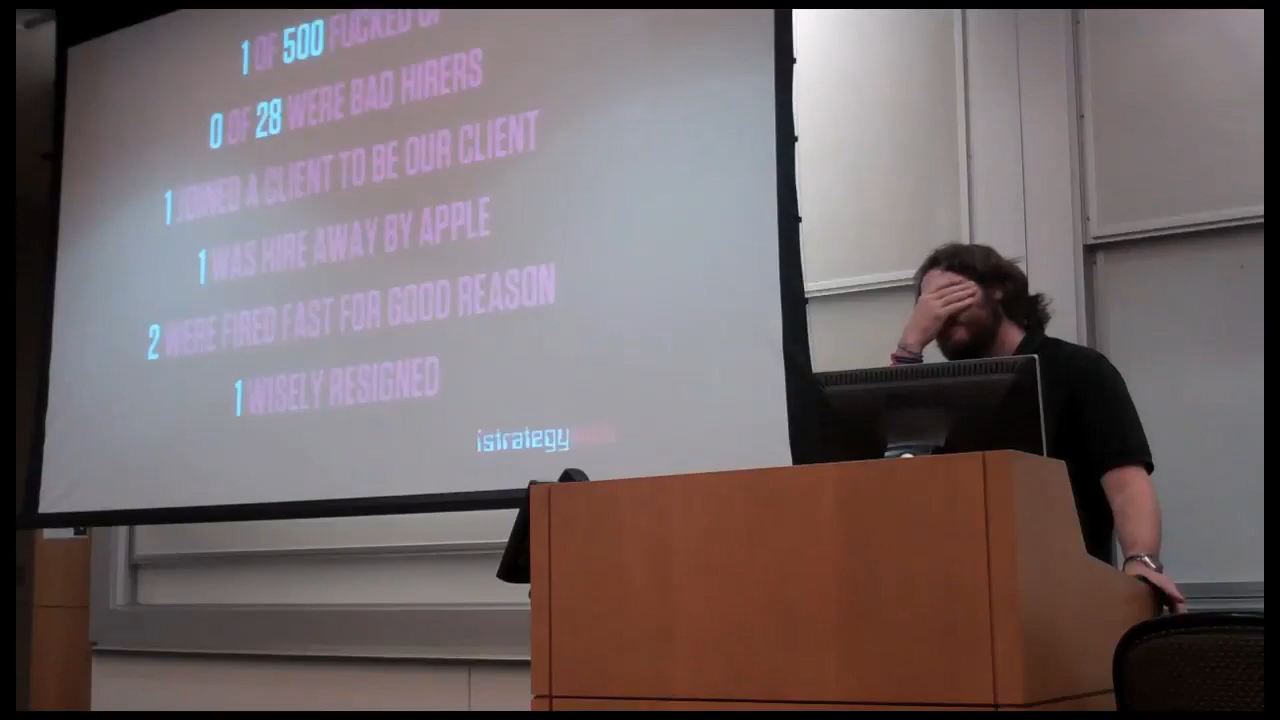 1 OF 500 FUCKED UP
0 OF 28 WERE BAD HIRERS
1 JOINED A CLIENT TO BE OUR CLIENT
1 WAS HIRE AWAY BY APPLE
2 WERE FIRED FAST FOR GOOD REASON
1 WISELY RESIGNED
istrategy